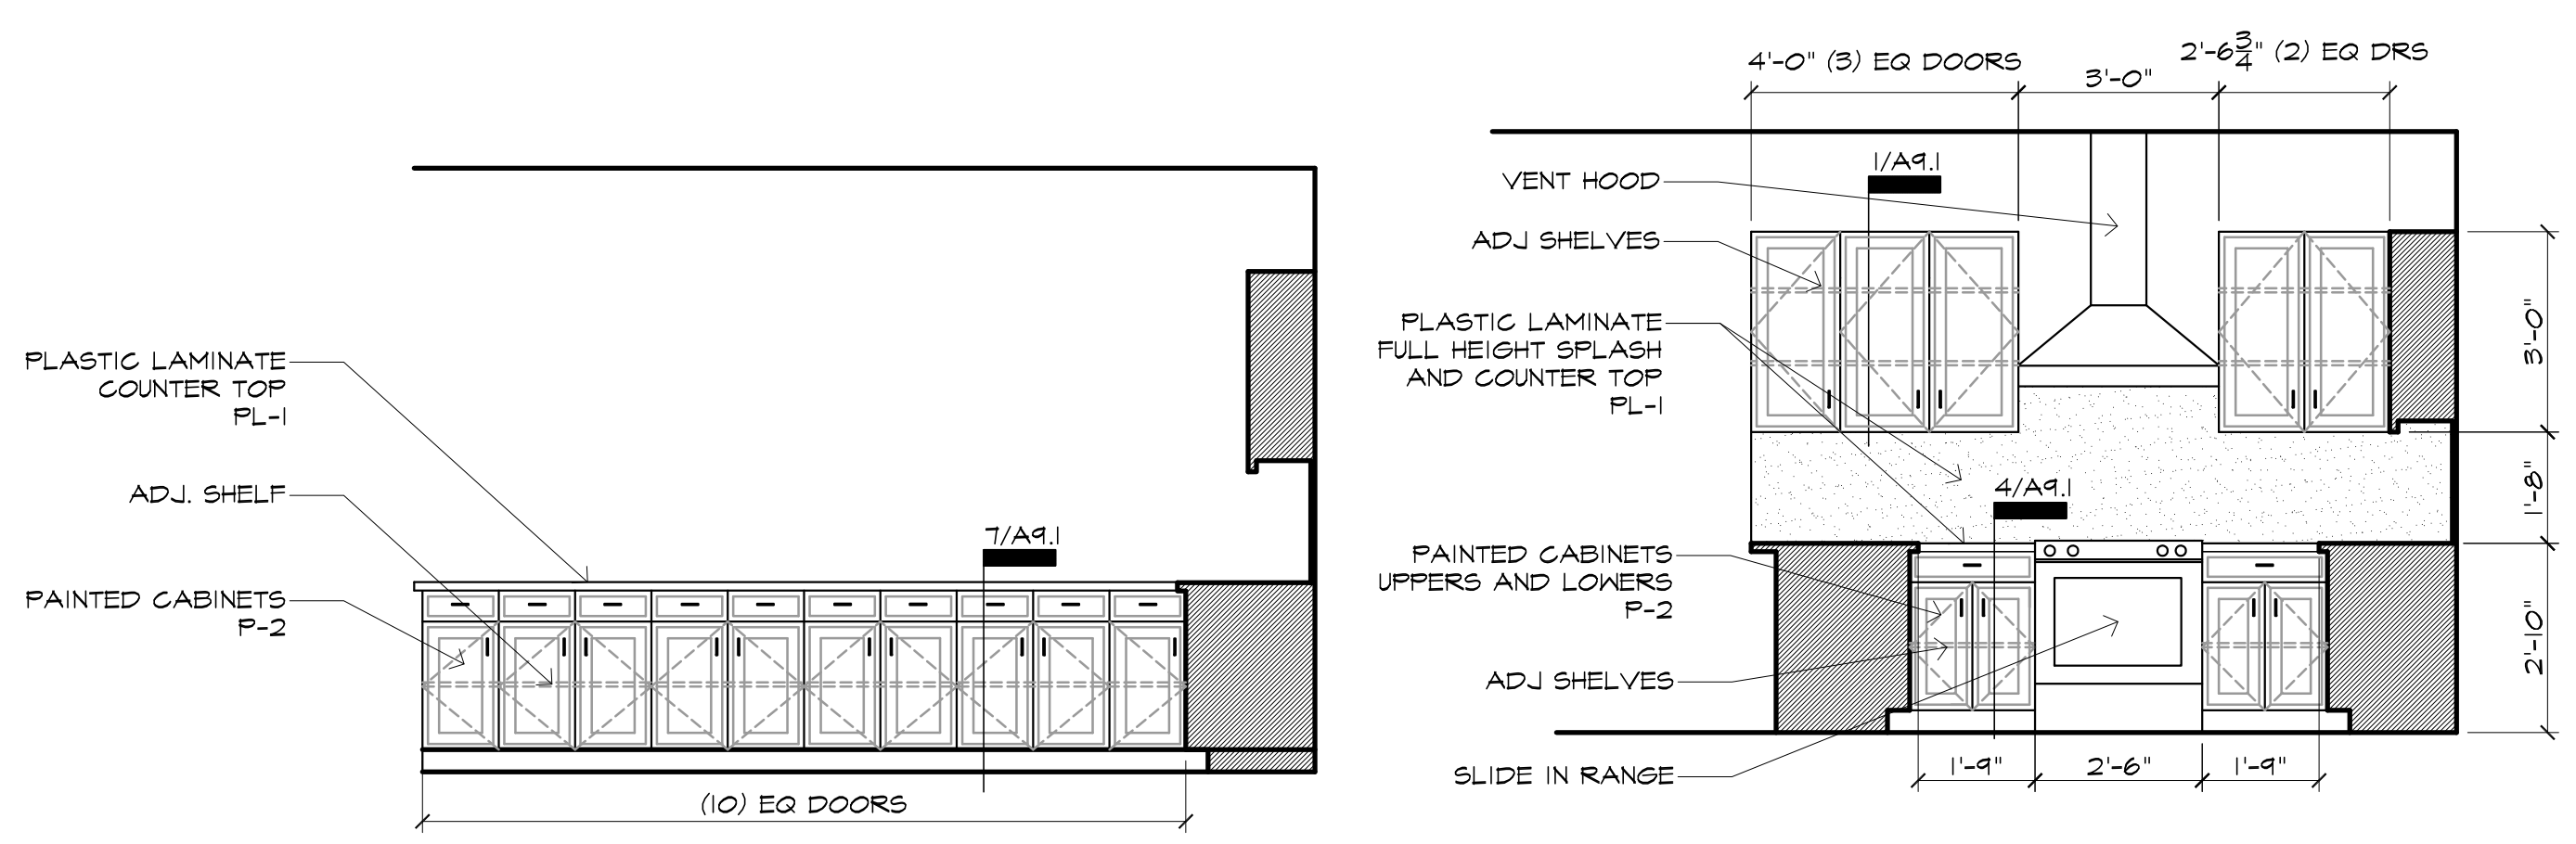 PLASTIC LAMINATE
COUNTER TOP
PL-1
ADJ. SHELF
PAINTED CABINETS
P-2
7/A9.1
(10) EQ DOORS
4'-0" (3) EQ DOORS
3'-0"
2'-6 3/4" (2) EQ DRS
1/A9.1
VENT HOOD
ADJ SHELVES
PLASTIC LAMINATE
FULL HEIGHT SPLASH
AND COUNTER TOP
PL-1
4/A9.1
PAINTED CABINETS
UPPERS AND LOWERS
P-2
ADJ SHELVES
SLIDE IN RANGE
1'-9"
2'-6"
1'-9"
3'-0"
1'-8"
2'-10"